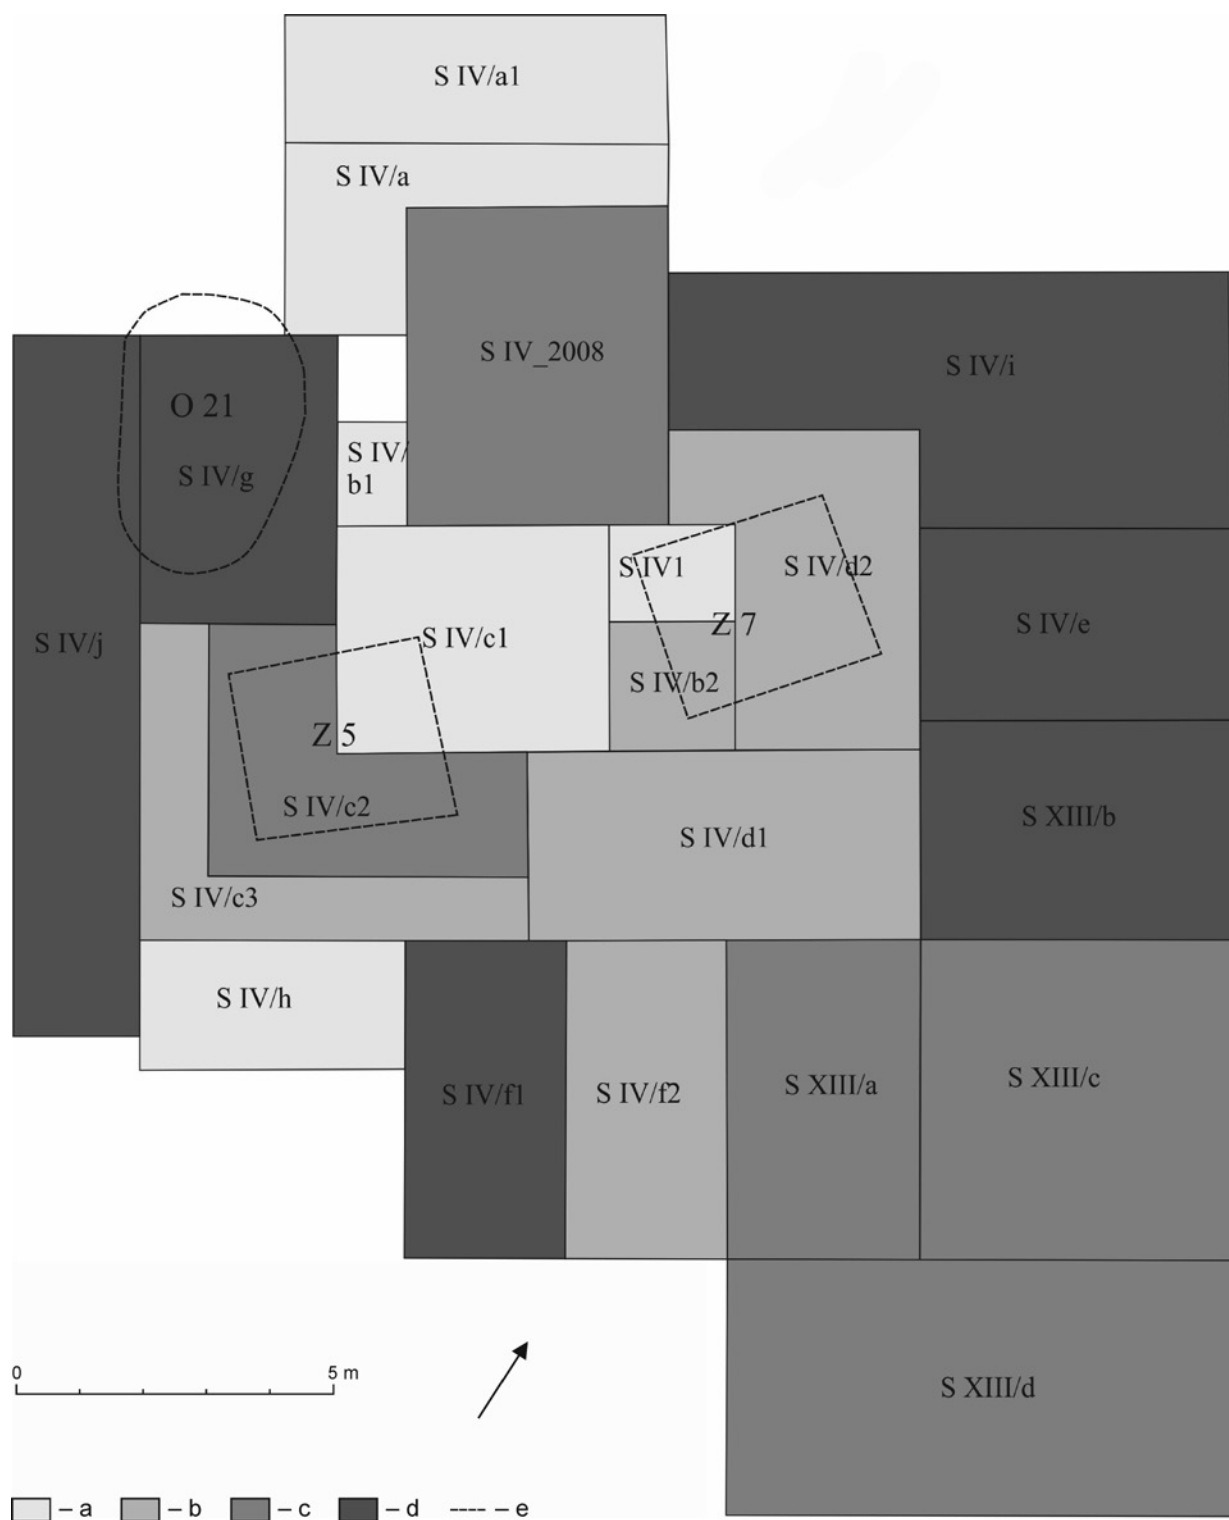 S IV/a1
S IV/a
S IV_2008
S IV/i
O 21
S IV/g
S IV/
b1
S IV1
S IV/d2
S IV/j
S IV/c1
Z 7
S IV/e
S IV/b2
Z 5
S IV/c2
S IV/d1
S XIII/b
S IV/c3
S IV/h
S IV/f1
S IV/f2
S XIII/a
S XIII/c
0 5 m
S XIII/d
– a – b – c – d – e